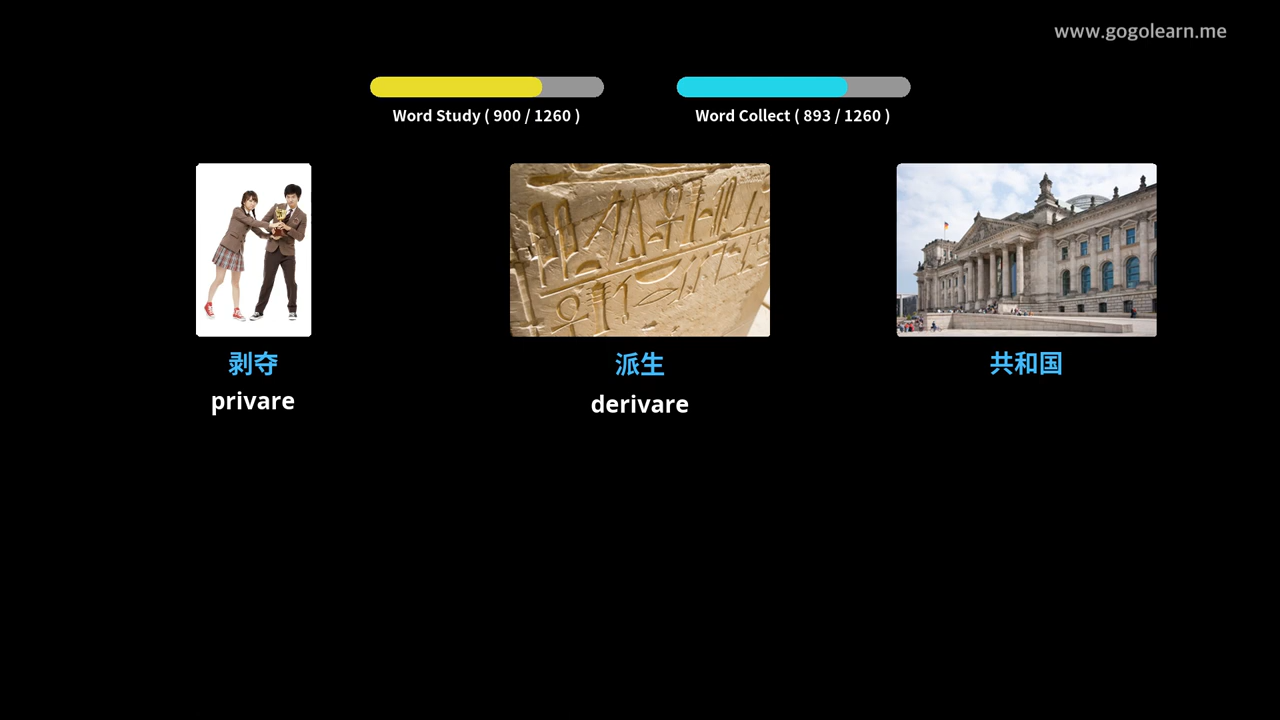 www.gogolearn.me
Word Study ( 900 / 1260 )
Word Collect ( 893 / 1260 )
剥夺
派生
共和国
privare
derivare